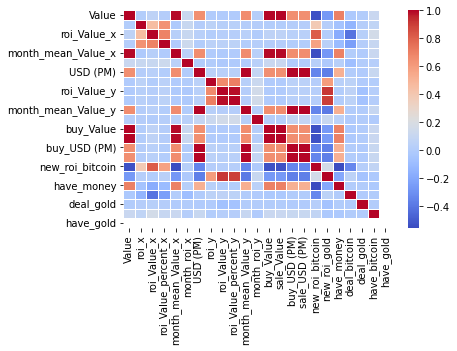 Value
roi_Value_x
month_mean_Value_x
USD (PM)
roi_Value_y
month_mean_Value_y
buy_Value
buy_USD (PM)
new_roi_bitcoin
have_money
deal_gold
have_gold
Value
roi_x
roi_Value_x
roi_Value_percent_x
month_mean_Value_x
month_roi_x
USD (PM)
roi_y
roi_Value_y
roi_Value_percent_y
month_mean_Value_y
month_roi_y
buy_Value
sale_Value
buy_USD (PM)
sale_USD (PM)
new_roi_bitcoin
new_roi_gold
have_money
deal_bitcoin
deal_gold
have_bitcoin
have_gold
1.0
0.8
0.6
0.4
0.2
0.0
−0.2
−0.4